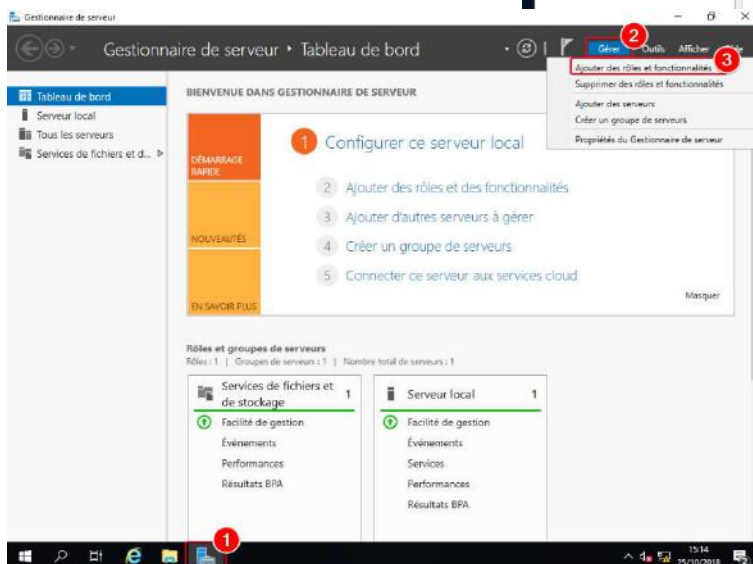 Gestionnaire de serveur
Gestionnaire de serveur • Tableau de bord
Gérer
Outils
Afficher
2
3
Ajouter des rôles et fonctionnalités
Supprimer des rôles et fonctionnalités
Ajouter des serveurs
Créer un groupe de serveurs
Propriétés du Gestionnaire de serveur
Tableau de bord
Serveur local
Tous les serveurs
Services de fichiers et d...
BIENVENUE DANS GESTIONNAIRE DE SERVEUR
DÉMARRAGE
RAPIDE
NOUVEAUTÉS
EN SAVOIR PLUS
1 Configurer ce serveur local
2 Ajouter des rôles et des fonctionnalités
3 Ajouter d'autres serveurs à gérer
4 Créer un groupe de serveurs
5 Connecter ce serveur aux services cloud
Masquer
Rôles et groupes de serveurs
Rôles : 1 | Groupes de serveurs : 1 | Nombre total de serveurs : 1
Services de fichiers et
de stockage
1
Facilité de gestion
Événements
Performances
Résultats BPA
Serveur local
1
Facilité de gestion
Événements
Services
Performances
Résultats BPA
1
15:14
25/10/2018